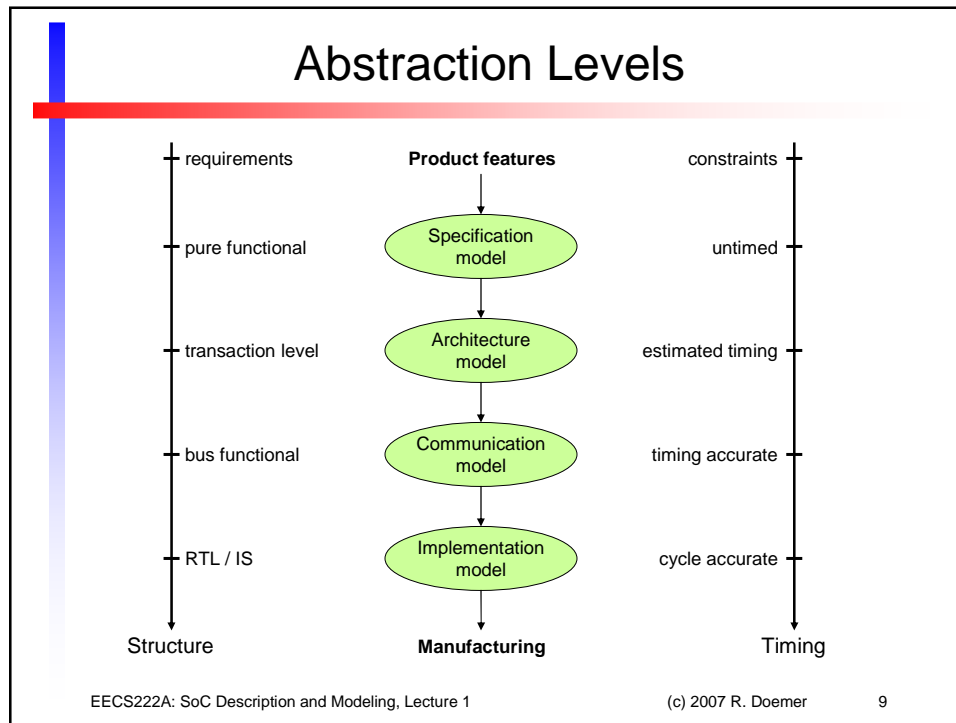 Abstraction Levels
requirements
Product features
constraints
pure functional
Specification
model
untimed
transaction level
Architecture
model
estimated timing
bus functional
Communication
model
timing accurate
RTL / IS
Implementation
model
cycle accurate
Structure
Manufacturing
Timing
EECS222A: SoC Description and Modeling, Lecture 1
(c) 2007 R. Doemer
9